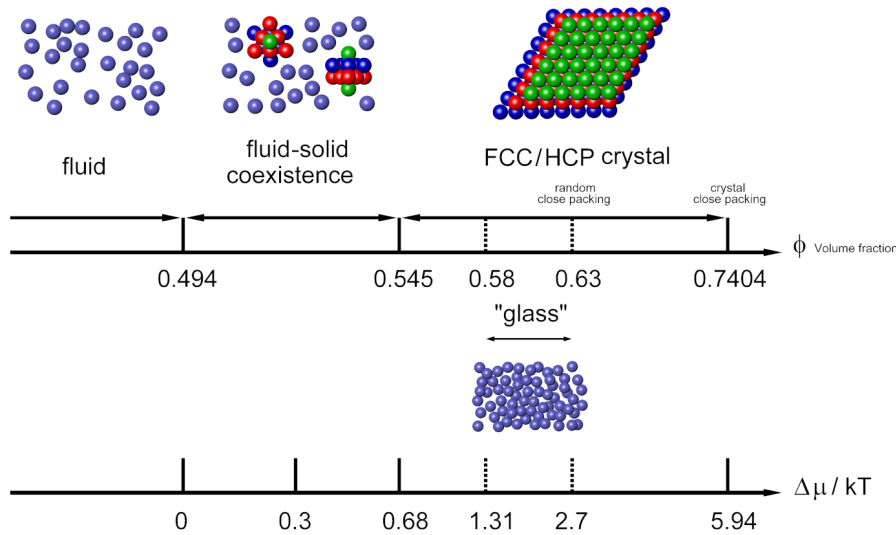 fluid
fluid-solid
coexistence
FCC/HCP crystal
random
close packing
crystal
close packing
ϕ Volume fraction
0.494 0.545 0.58 0.63 0.7404
"glass"
Δμ/kT
0 0.3 0.68 1.31 2.7 5.94